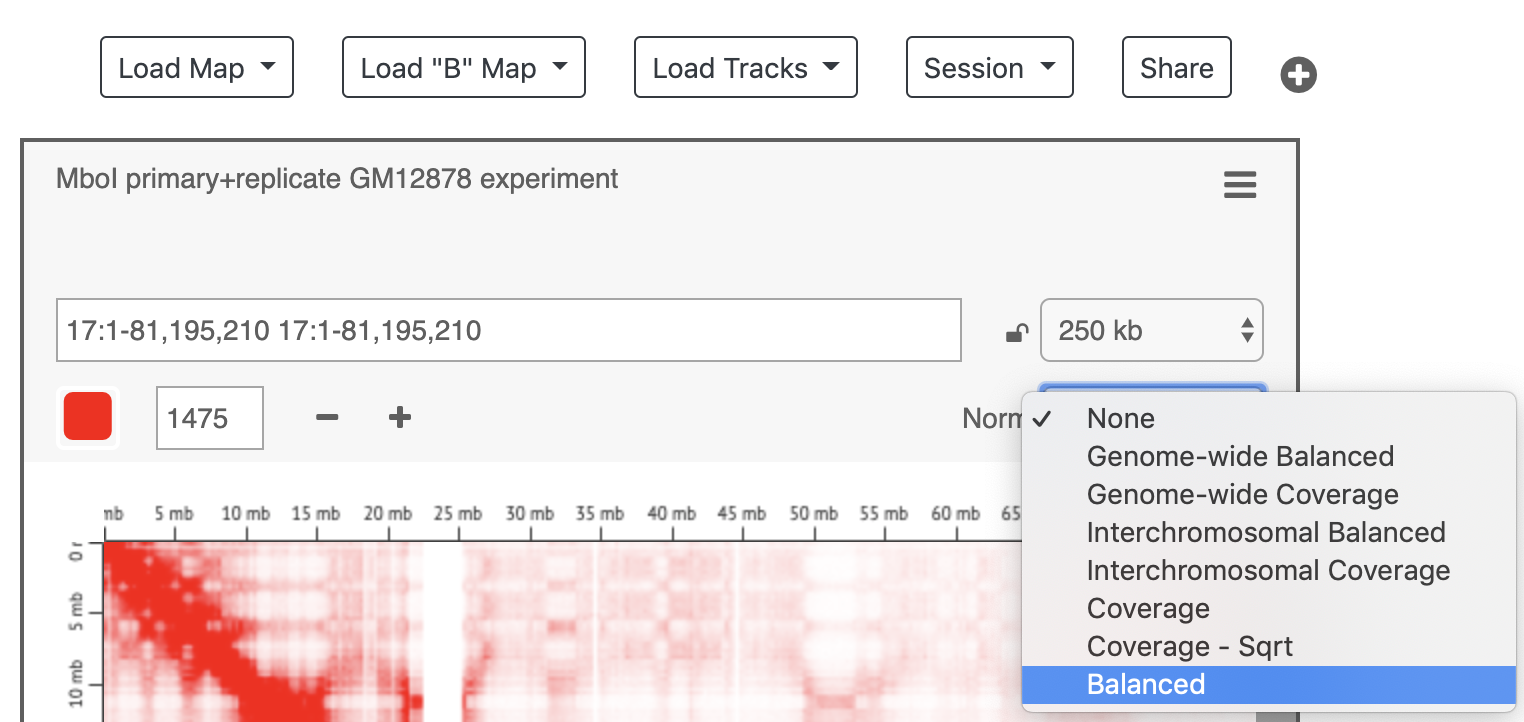 Load Map Load "B" Map Load Tracks Session Share
MboI primary+replicate GM12878 experiment
17:1-81,195,210 17:1-81,195,210 250 kb
1475 Norm
None
Genome-wide Balanced
Genome-wide Coverage
Interchromosomal Balanced
Interchromosomal Coverage
Coverage
Coverage - Sqrt
Balanced
mb 5 mb 10 mb 15 mb 20 mb 25 mb 30 mb 35 mb 40 mb 45 mb 50 mb 55 mb 60 mb 65
0
5 mb
10 mb